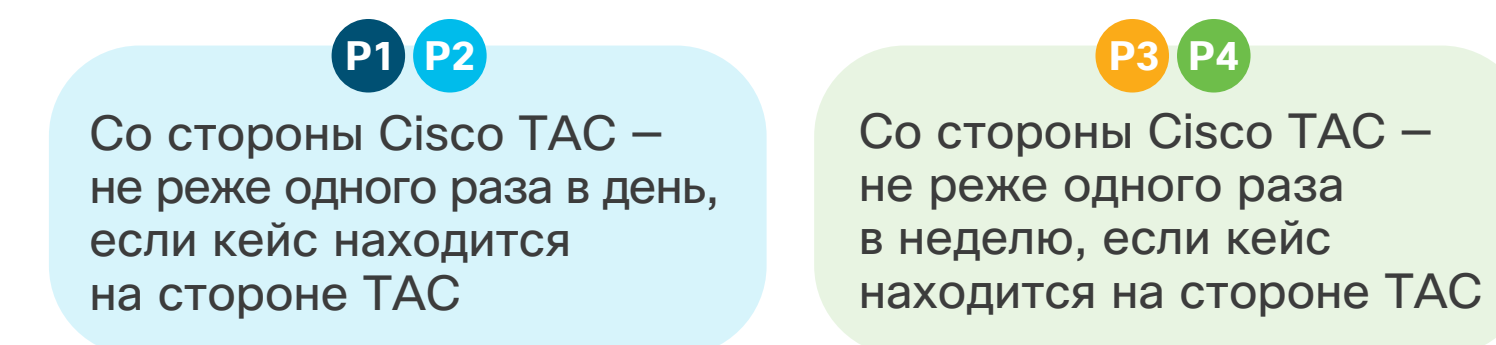 P1 P2
Со стороны Cisco TAC –
не реже одного раза в день,
если кейс находится
на стороне TAC
P3 P4
Со стороны Cisco TAC –
не реже одного раза
в неделю, если кейс
находится на стороне TAC